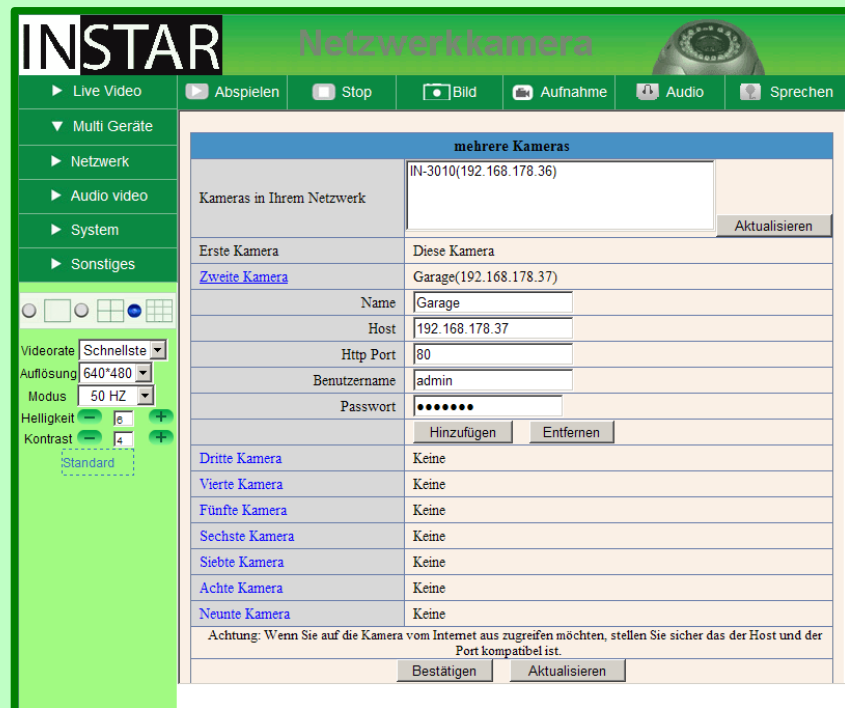 INSTAR
Netzwerkkamera
Live Video
Abspielen Stop Bild Aufnahme Audio Sprechen
Multi Geräte
Netzwerk
Audio video
System
Sonstiges
Videorate Schnellste
Auflösung 640*480
Modus 50 HZ
Helligkeit 6
Kontrast 4
Standard
mehrere Kameras
Kameras in Ihrem Netzwerk IN-3010(192.168.178.36)
Aktualisieren
Erste Kamera Diese Kamera
Zweite Kamera Garage(192.168.178.37)
Name Garage
Host 192.168.178.37
Http Port 80
Benutzername admin
Passwort •••••••
Hinzufügen Entfernen
Dritte Kamera Keine
Vierte Kamera Keine
Fünfte Kamera Keine
Sechste Kamera Keine
Siebte Kamera Keine
Achte Kamera Keine
Neunte Kamera Keine
Achtung: Wenn Sie auf die Kamera vom Internet aus zugreifen möchten, stellen Sie sicher das der Host und der
Port kompatibel ist.
Bestätigen Aktualisieren